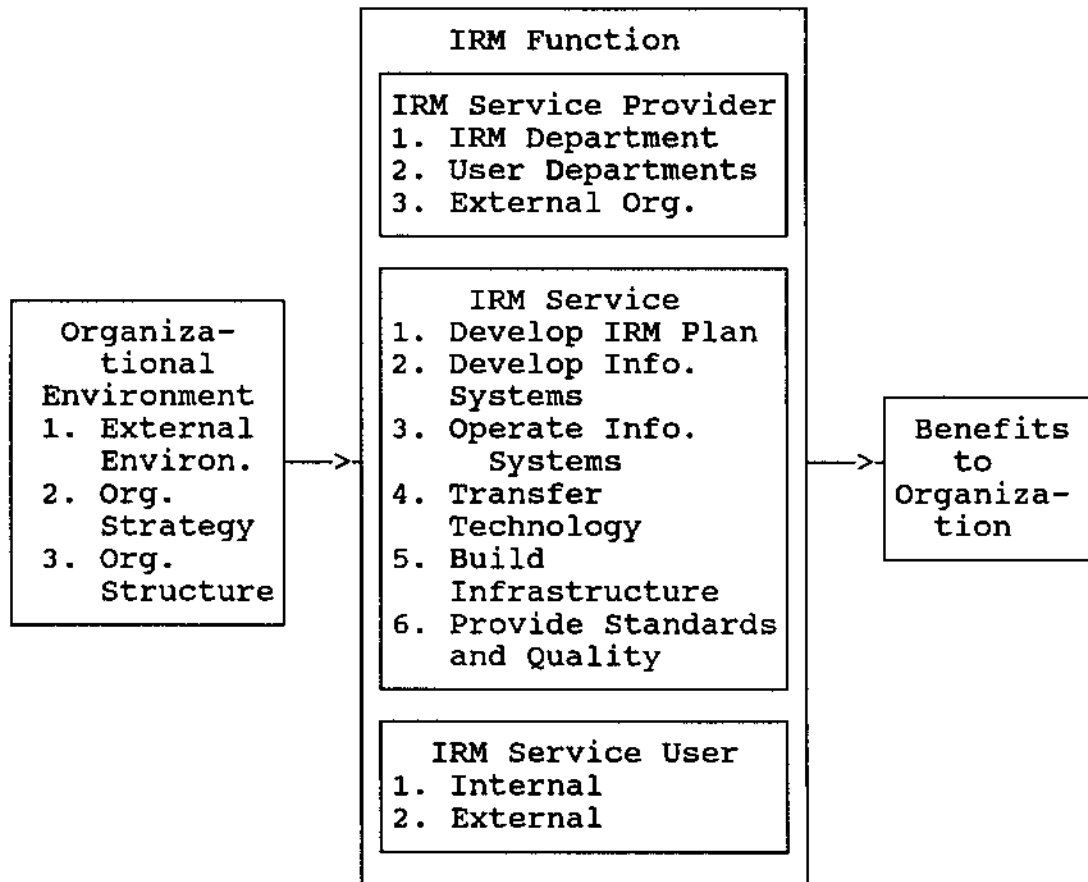 IRM Function
IRM Service Provider
1. IRM Department
2. User Departments
3. External Org.
Organiza-
tional
Environment
1. External
Environ.
2. Org.
Strategy
3. Org.
Structure
IRM Service
1. Develop IRM Plan
2. Develop Info.
Systems
3. Operate Info.
Systems
4. Transfer
Technology
5. Build
Infrastructure
6. Provide Standards
and Quality
IRM Service User
1. Internal
2. External
Benefits
to
Organiza-
tion